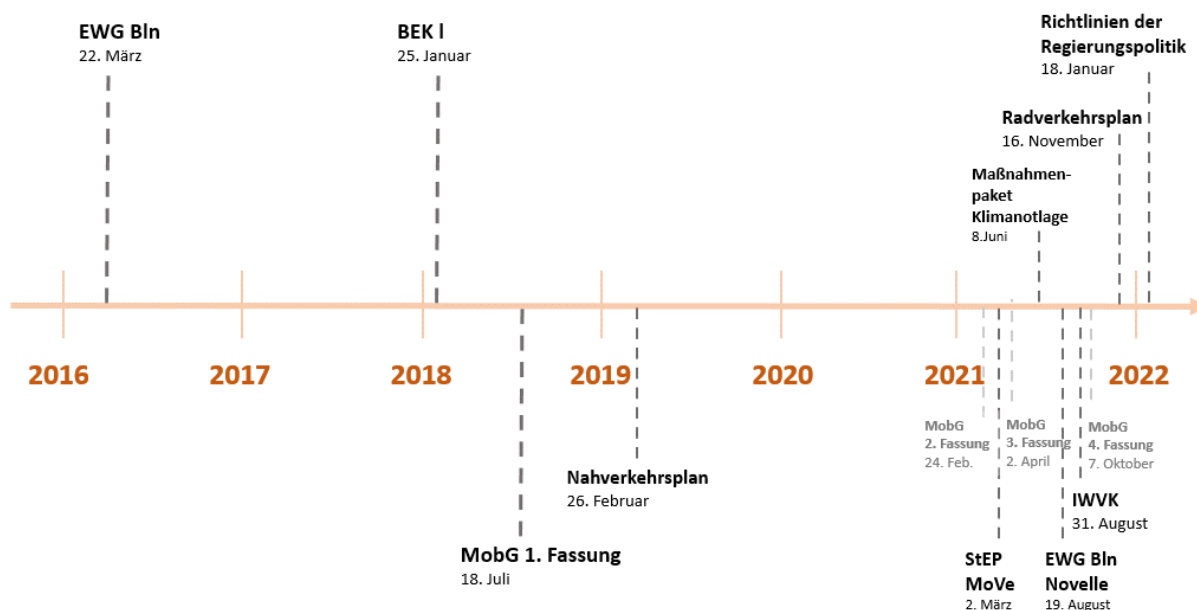 EWG Bln
22. März
BEK l
25. Januar
Richtlinien der
Regierungspolitik
18. Januar
Radverkehrsplan
16. November
Maßnahmen-
paket
Klimanotlage
8.Juni
2016
2017
2018
2019
2020
2021
2022
MobG
2. Fassung
24. Feb.
MobG
3. Fassung
2. April
MobG
4. Fassung
7. Oktober
Nahverkehrsplan
26. Februar
IWVK
31. August
MobG 1. Fassung
18. Juli
StEP
MoVe
2. März
EWG Bln
Novelle
19. August